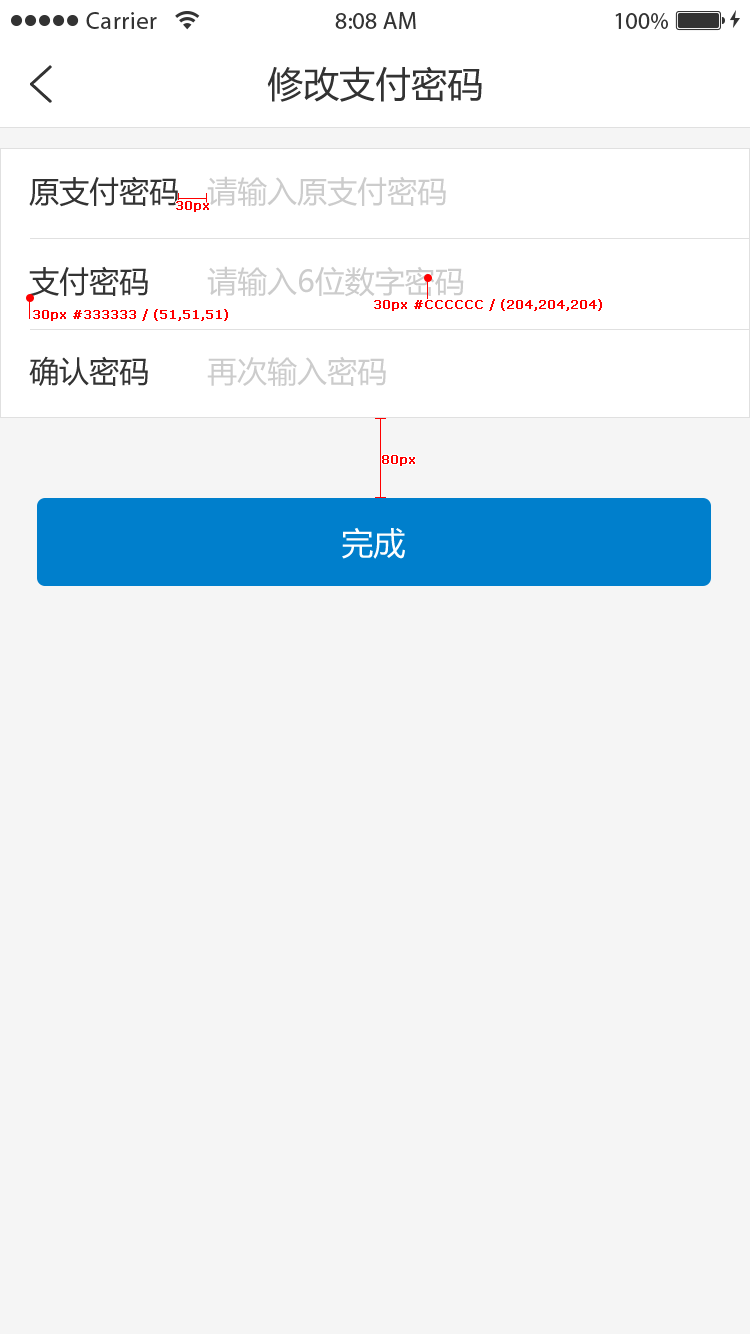 Carrier 8:08 AM 100%
修改支付密码
原支付密码 请输入原支付密码
30px
支付密码 请输入6位数字密码
30px #CCCCCC / (204,204,204)
30px #333333 / (51,51,51)
确认密码 再次输入密码
80px
完成